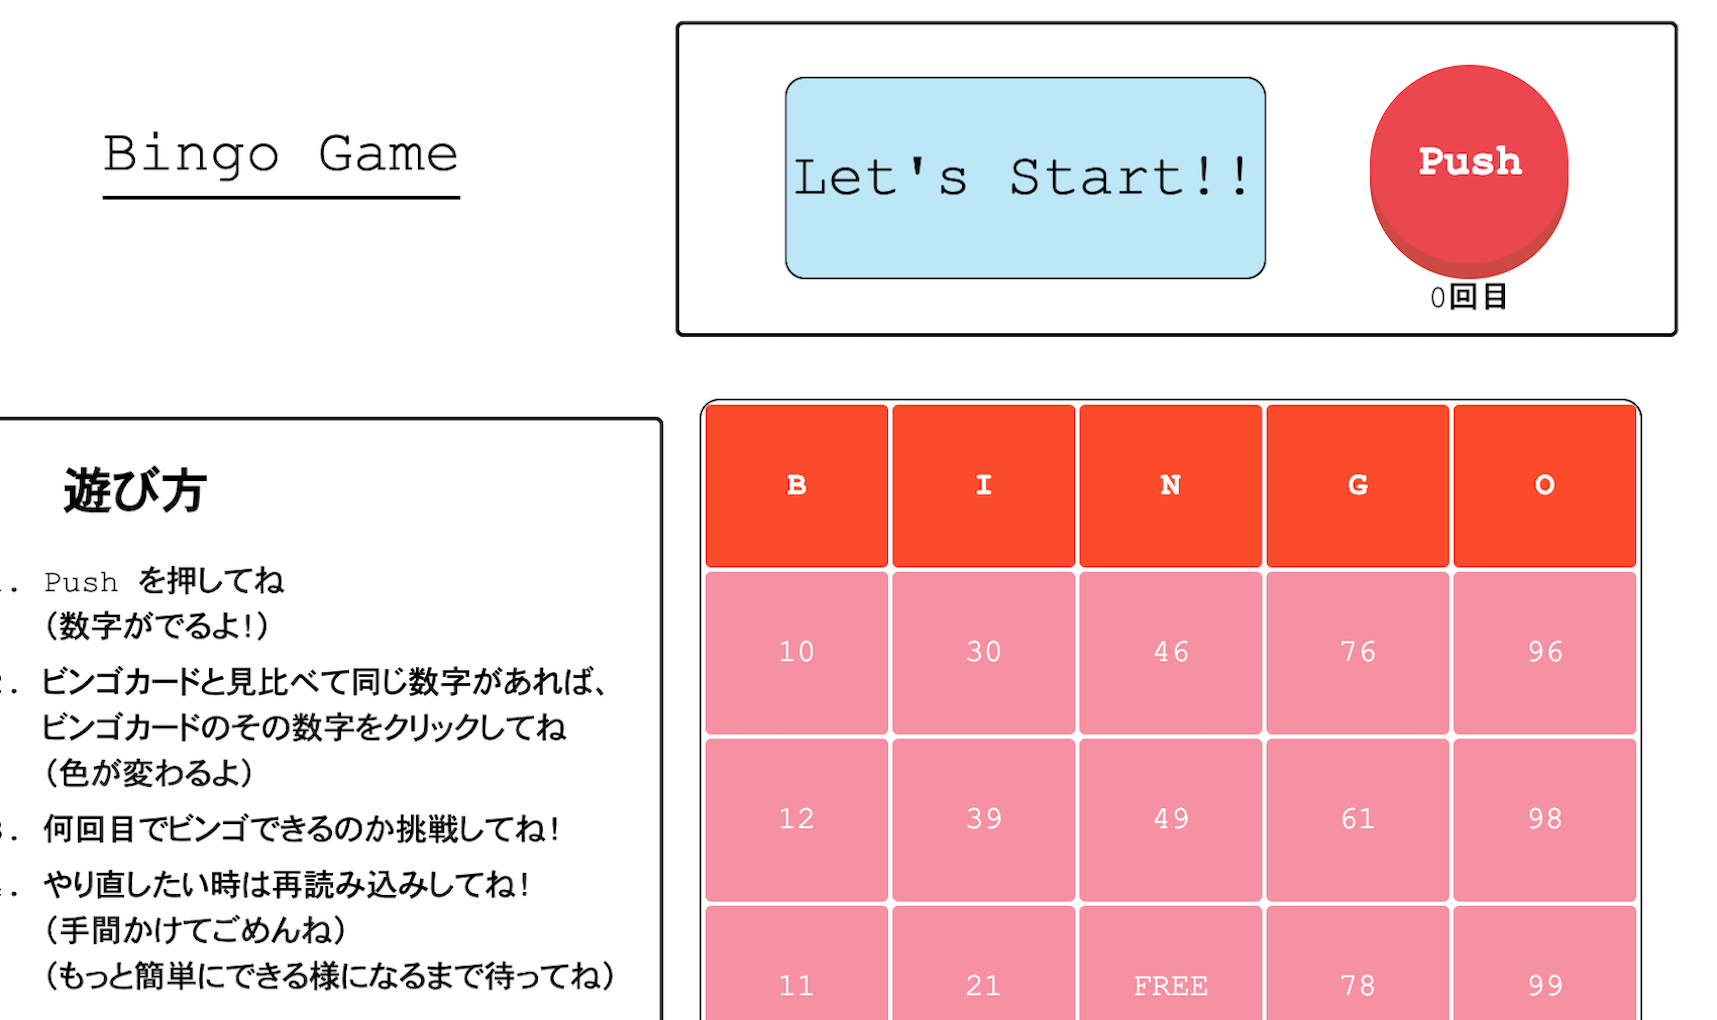 Bingo Game
Let's Start!!
Push
0回目
遊び方
. Push を押してね
(数字がでるよ!)
. ビンゴカードと見比べて同じ数字があれば、
ビンゴカードのその数字をクリックしてね
(色が変わるよ)
. 何回目でビンゴできるのか挑戦してね!
. やり直したい時は再読み込みしてね!
(手間かけてごめんね)
(もっと簡単にできる様になるまで待ってね)
B I N G O
10 30 46 76 96
12 39 49 61 98
11 21 FREE 78 99